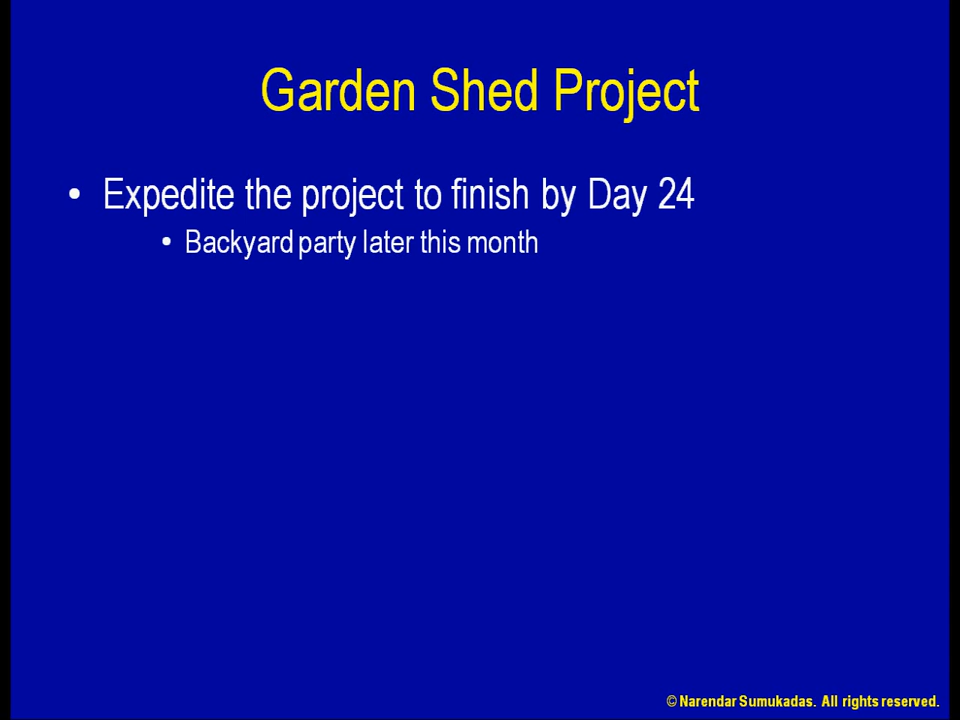 Garden Shed Project
• Expedite the project to finish by Day 24
• Backyard party later this month
© Narendar Sumukadas. All rights reserved.